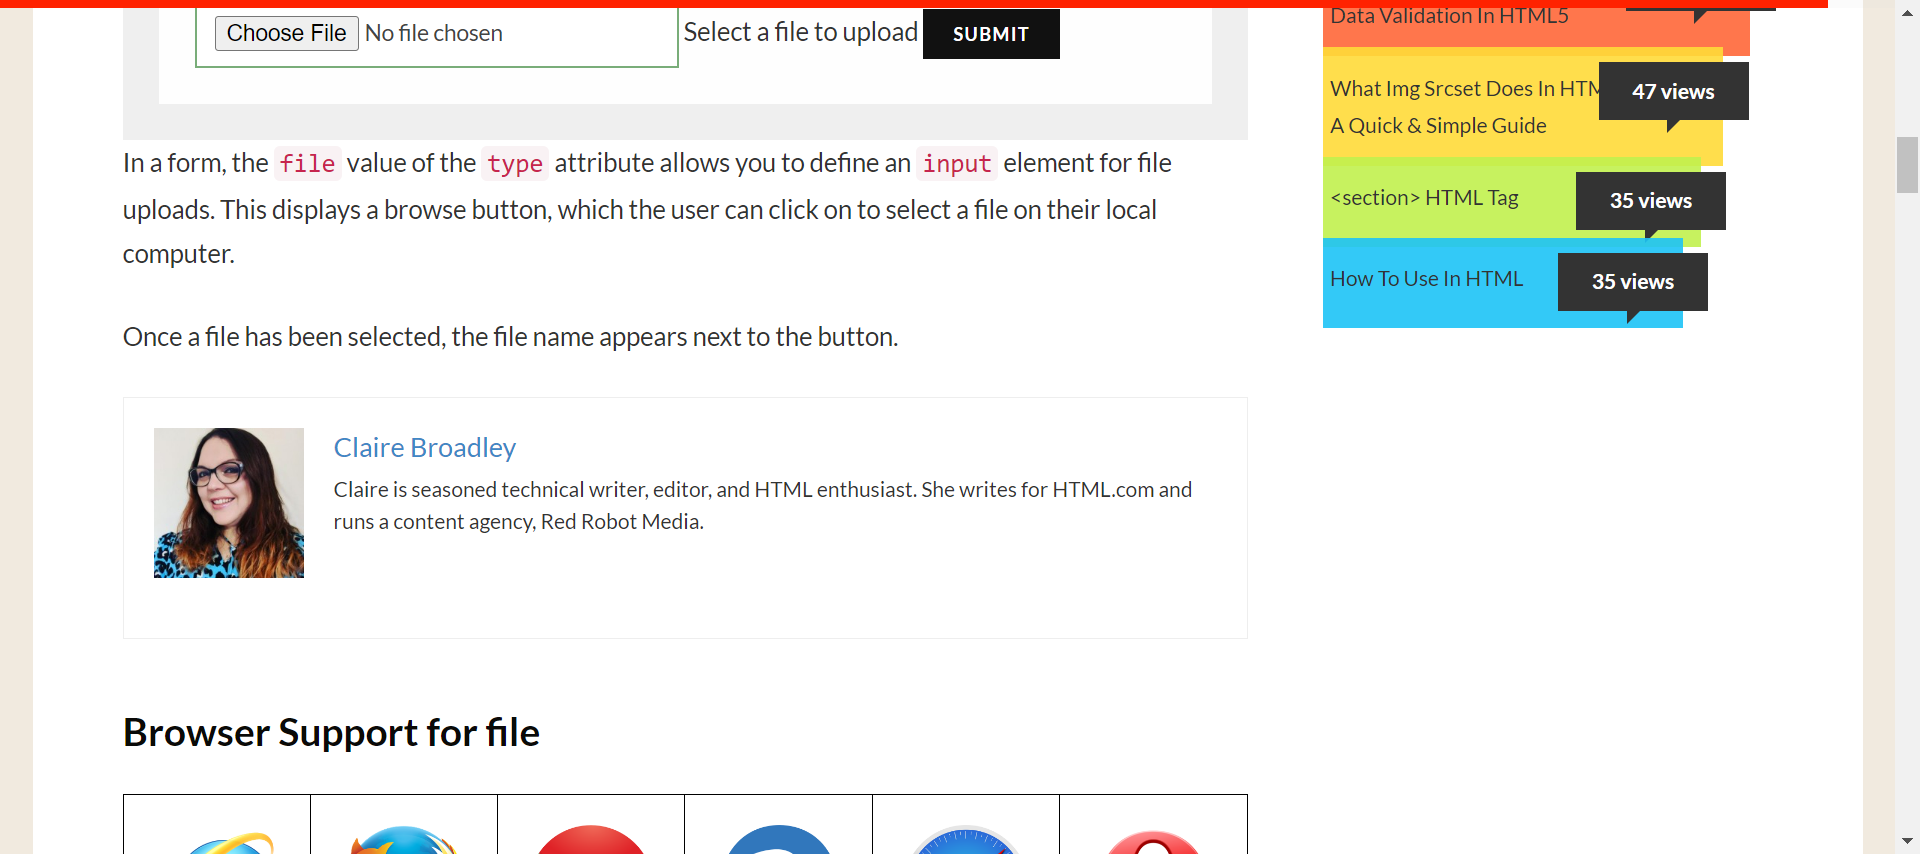 Choose File No file chosen Select a file to upload SUBMIT
In a form, the file value of the type attribute allows you to define an input element for file
uploads. This displays a browse button, which the user can click on to select a file on their local
computer.
Once a file has been selected, the file name appears next to the button.
Claire Broadley
Claire is seasoned technical writer, editor, and HTML enthusiast. She writes for HTML.com and
runs a content agency, Red Robot Media.
Browser Support for file
Data Validation In HTML5
What Img Srcset Does In HTM
47 views
A Quick & Simple Guide
<section> HTML Tag
35 views
How To Use In HTML
35 views